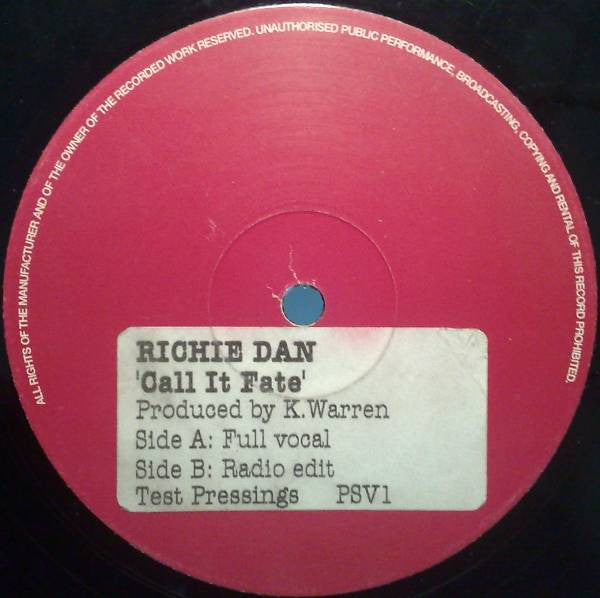 ALL RIGHTS OF THE MANUFACTURER AND OF THE OWNER OF THE RECORDED WORK RESERVED. UNAUTHORISED PUBLIC PERFORMANCE, BROADCASTING, COPYING AND RENTAL OF THIS RECORD PROHIBITED.
RICHIE DAN
'Call It Fate'
Produced by K.Warren
Side A: Full vocal
Side B: Radio edit
Test Pressings PSV1